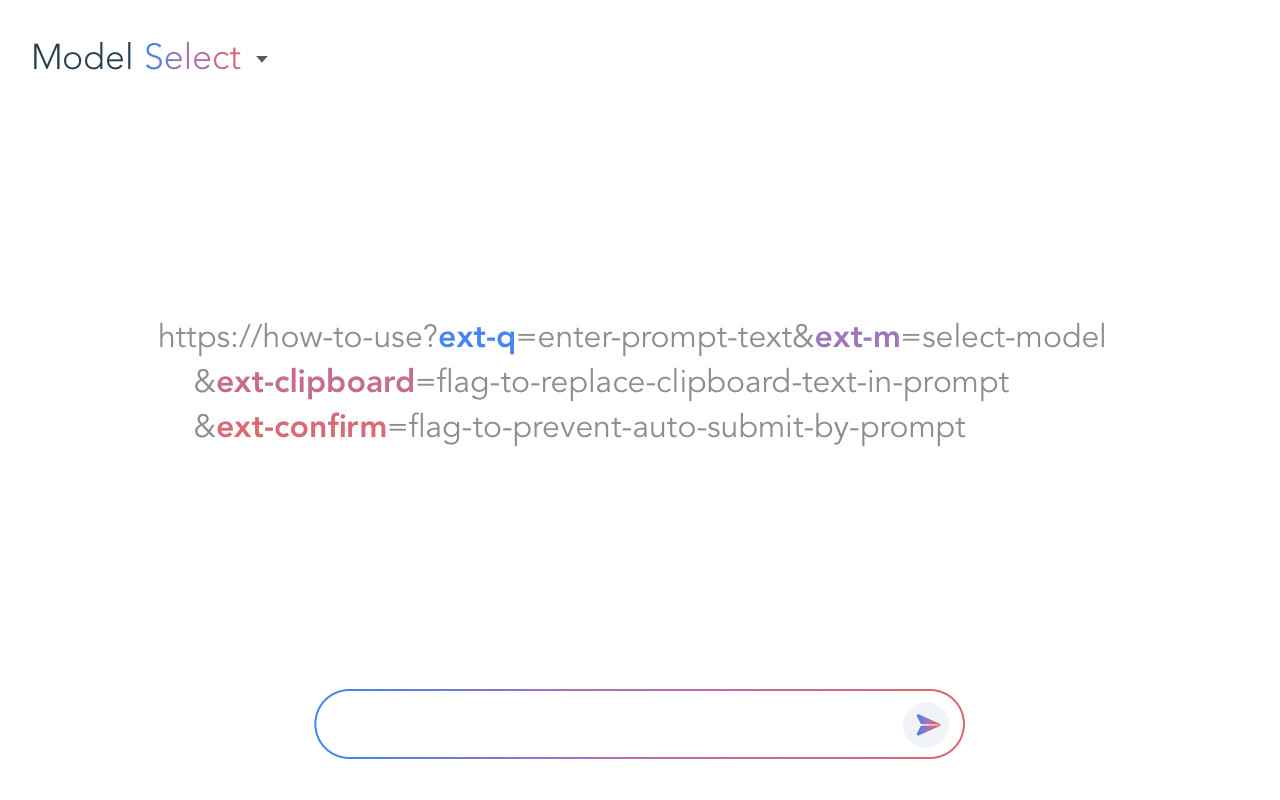 Model Select
https://how-to-use?ext-q=enter-prompt-text&ext-m=select-model
&ext-clipboard=flag-to-replace-clipboard-text-in-prompt
&ext-confirm=flag-to-prevent-auto-submit-by-prompt